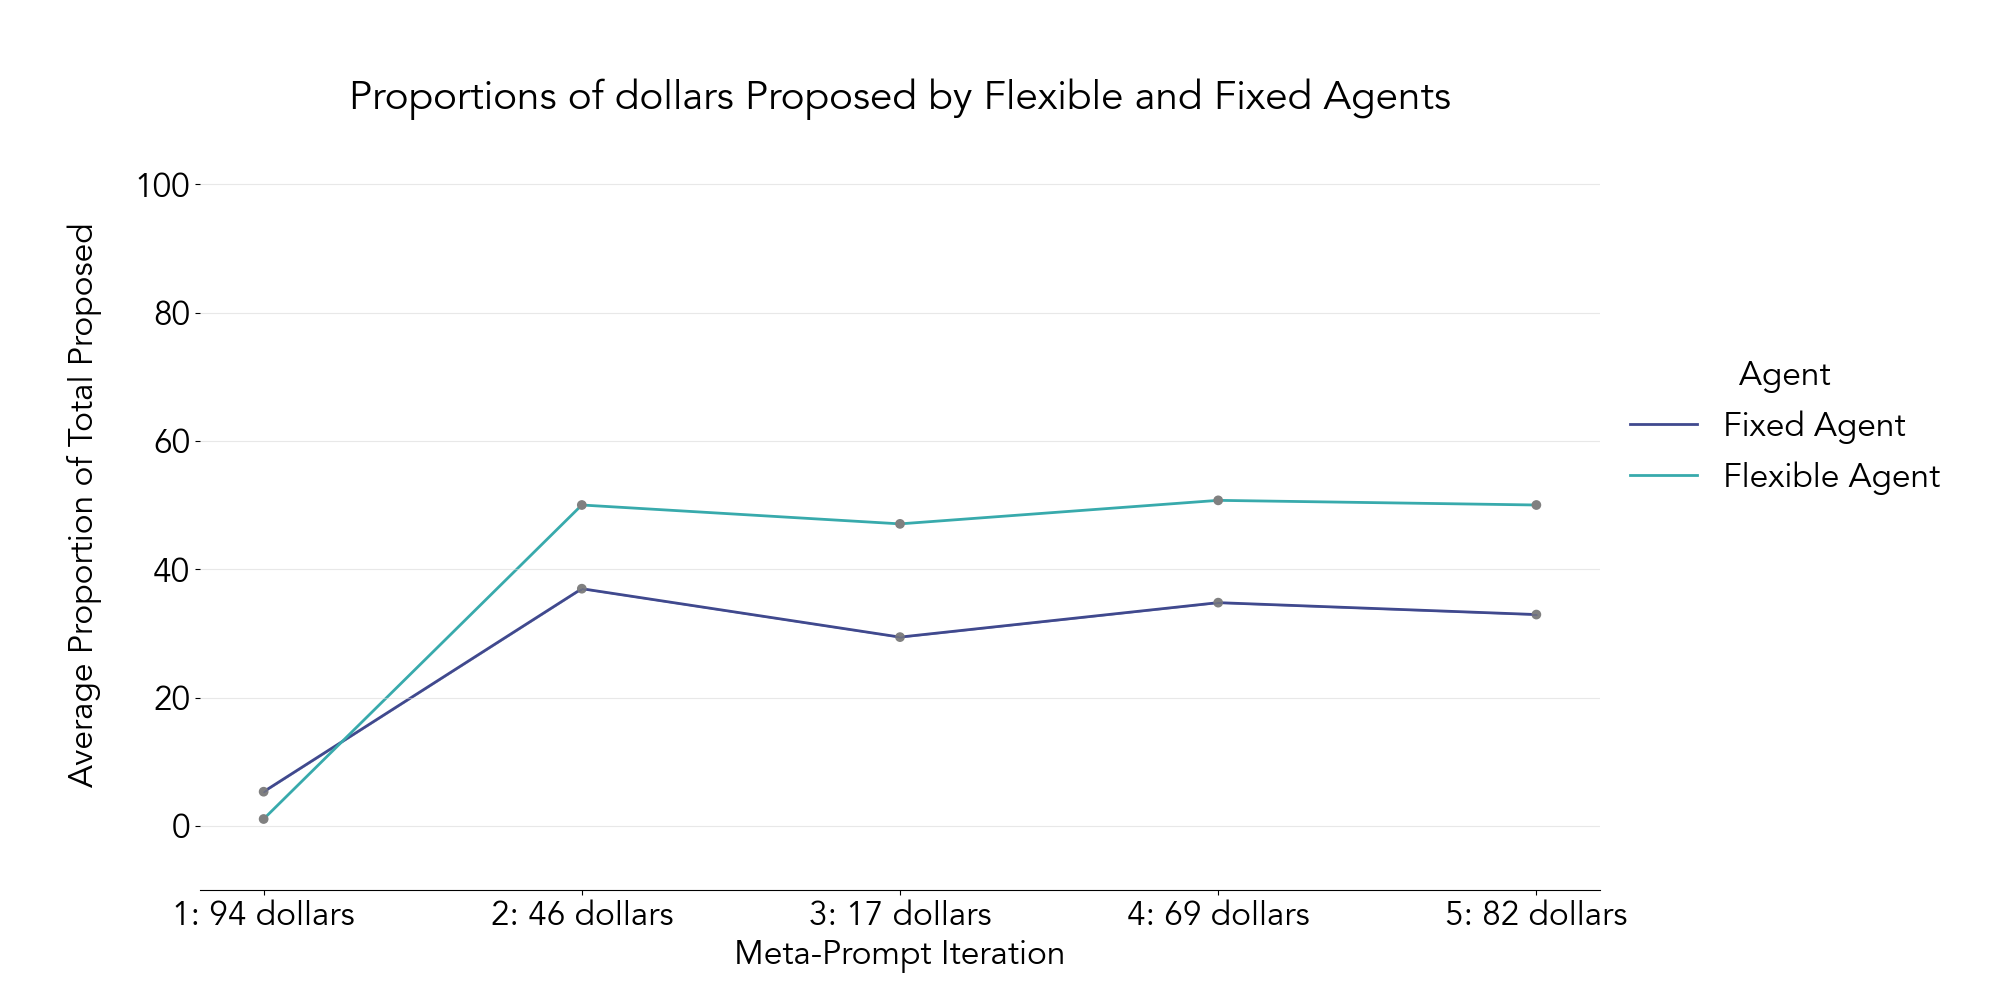 Proportions of dollars Proposed by Flexible and Fixed Agents
Average Proportion of Total Proposed
100
80
60
40
20
0
1: 94 dollars
2: 46 dollars
3: 17 dollars
4: 69 dollars
5: 82 dollars
Meta-Prompt Iteration
Agent
Fixed Agent
Flexible Agent